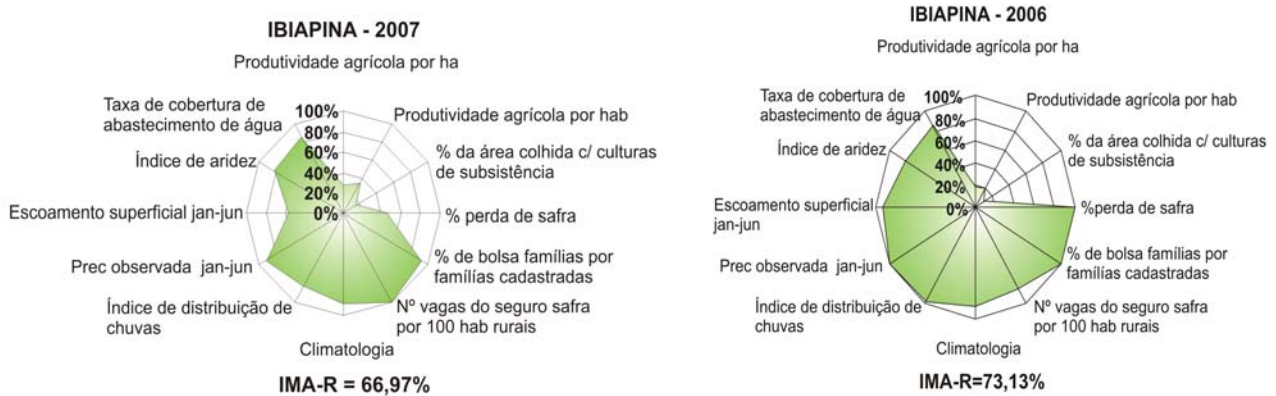 IBIAPINA - 2007
Produtividade agrícola por ha
Taxa de cobertura de
abastecimento de água
100%
80%
60%
40%
20%
0%
Produtividade agrícola por hab
% da área colhida c/ culturas
de subsistência
Índice de aridez
Escoamento superficial jan-jun
% perda de safra
Prec observada jan-jun
% de bolsa famílias por
famílias cadastradas
Índice de distribuição de
chuvas
Nº vagas do seguro safra
por 100 hab rurais
Climatologia
IMA-R = 66,97%
IBIAPINA - 2006
Produtividade agrícola por ha
Taxa de cobertura de
abastecimento de água
100%
80%
60%
40%
20%
0%
Produtividade agrícola por hab
% da área colhida c/ culturas
de subsistência
Índice de aridez
Escoamento superficial
jan-jun
%perda de safra
Prec observada jan-jun
% de bolsa famílias por
famílias cadastradas
Índice de distribuição de
chuvas
Nº vagas do seguro safra
por 100 hab rurais
Climatologia
IMA-R=73,13%